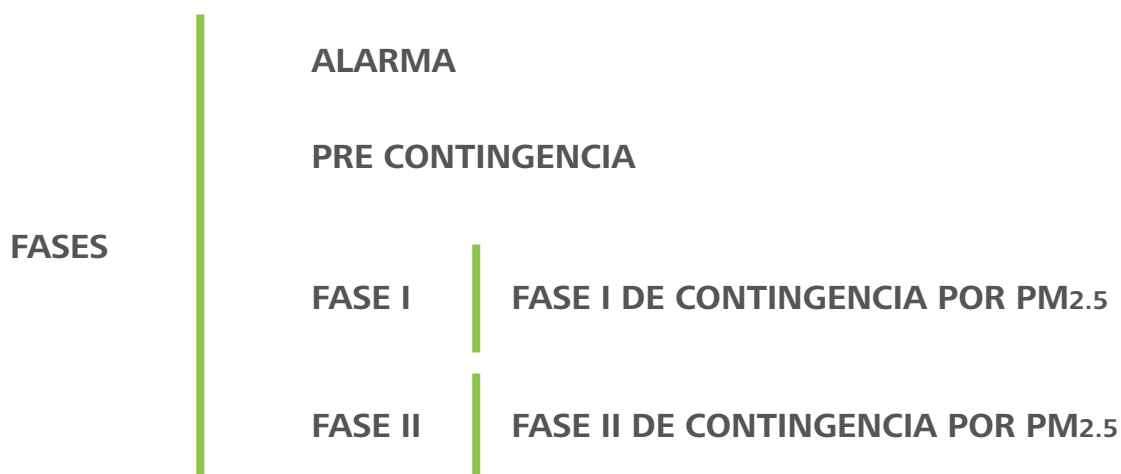 ALARMA
PRE CONTINGENCIA
FASES
FASE I FASE I DE CONTINGENCIA POR PM2.5
FASE II FASE II DE CONTINGENCIA POR PM2.5